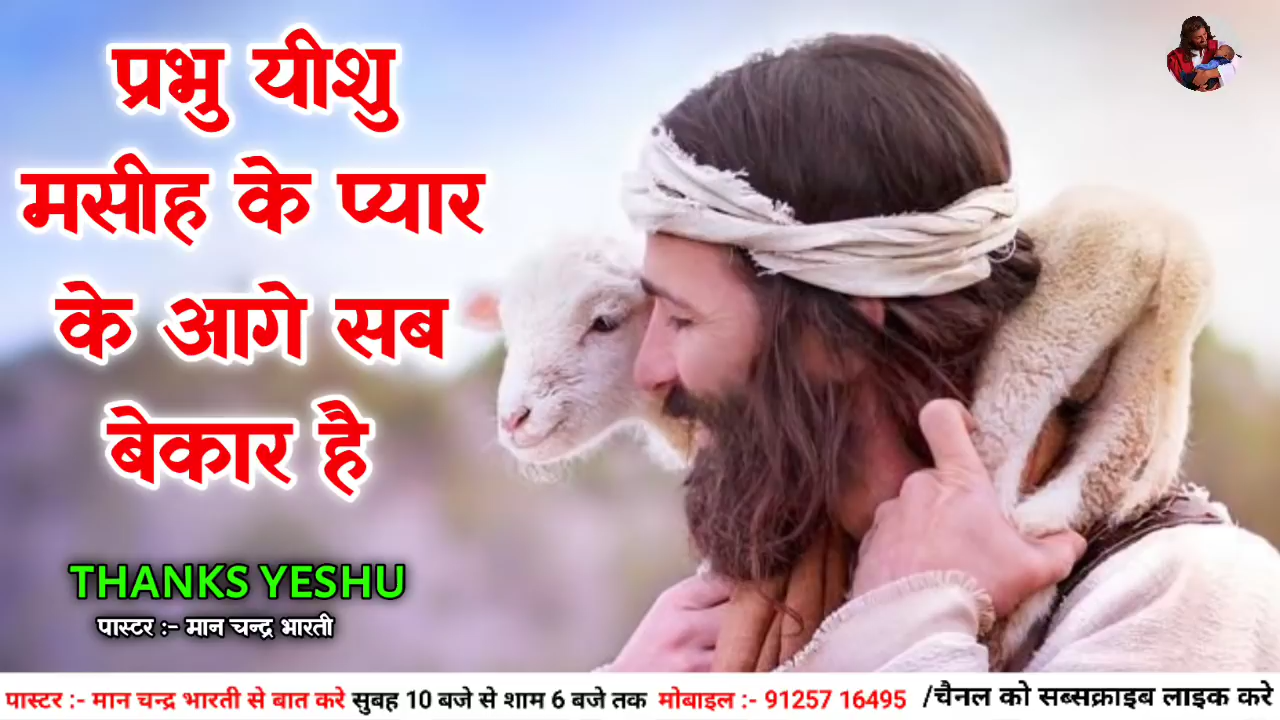 प्रभु यीशु
मसीह के प्यार
के आगे सब
बेकार है
THANKS YESHU
पास्टर :- मान चन्द्र भारती
पास्टर :- मान चन्द्र भारती से बात करे सुबह 10 बजे से शाम 6 बजे तक मोबाइल :- 91257 16495 /चैनल को सब्सक्राइब लाइक करे